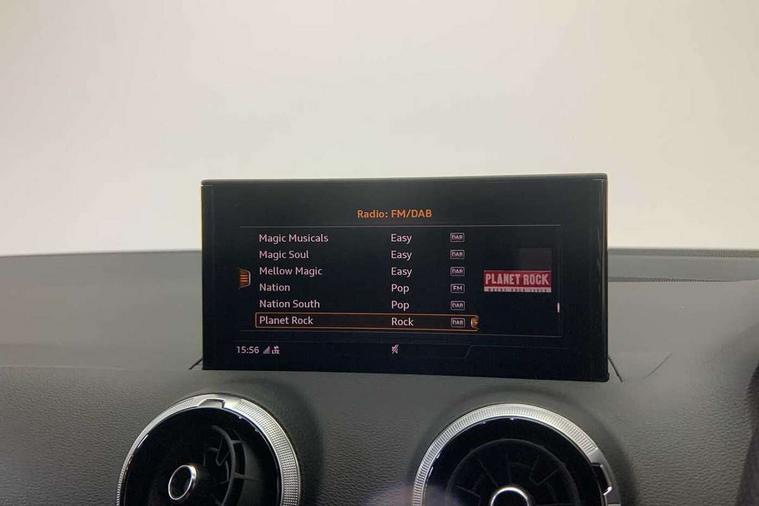 Radio: FM/DAB
Magic Musicals Easy DAB
Magic Soul Easy DAB
Mellow Magic Easy DAB
Nation Pop FM
Nation South Pop DAB
Planet Rock Rock DAB
PLANET ROCK
15:56 LTE